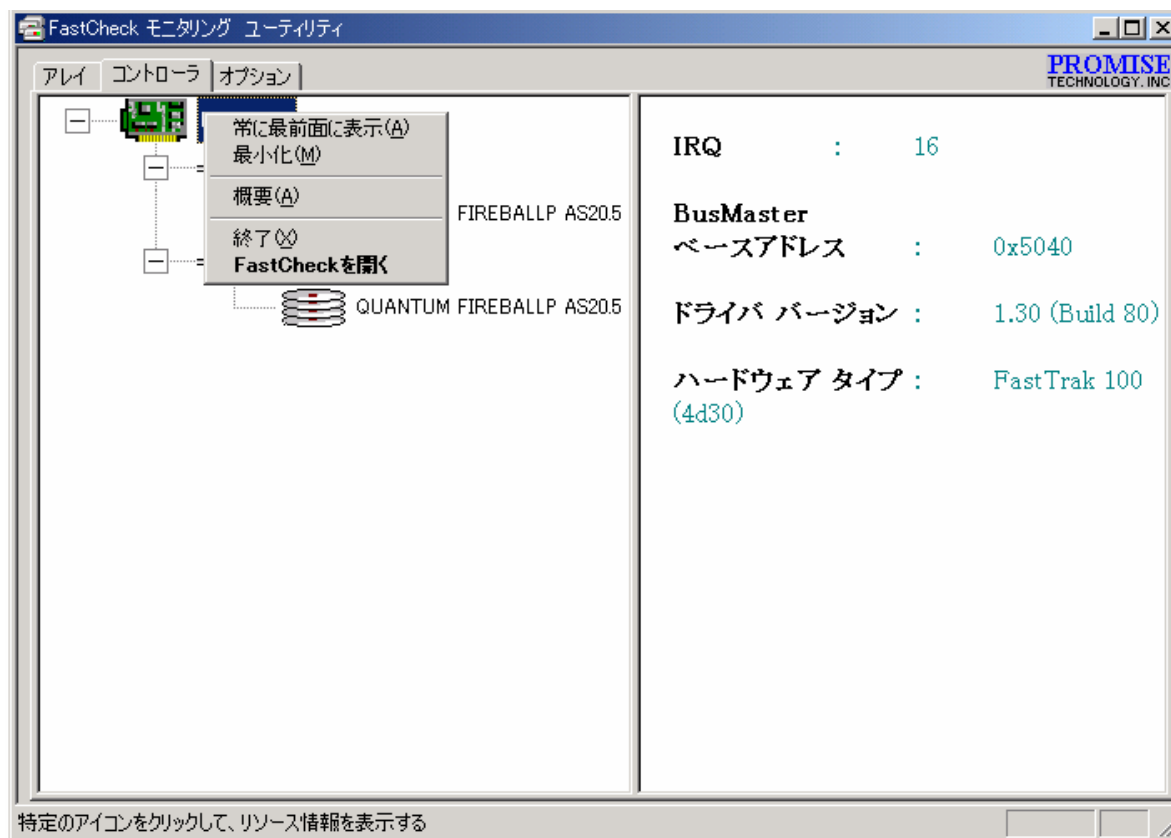 FastCheck モニタリング ユーティリティ
アレイ コントローラ オプション
PROMISE
TECHNOLOGY, INC
常に最前面に表示(A)
最小化(M)
概要(A)
終了(X)
FastCheckを開く
FIREBALLP AS20.5
QUANTUM FIREBALLP AS20.5
IRQ : 16
BusMaster
ベースアドレス : 0x5040
ドライバ バージョン : 1.30 (Build 80)
ハードウェア タイプ : FastTrak 100
(4d30)
特定のアイコンをクリックして、リソース情報を表示する